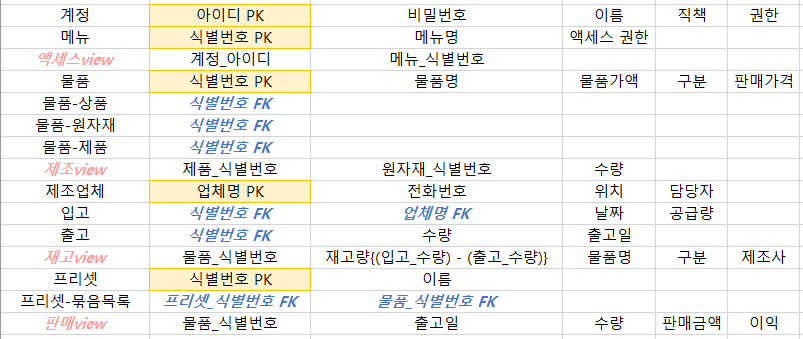 계정 아이디 PK 비밀번호 이름 직책 권한
메뉴 식별번호 PK 메뉴명 액세스 권한
액세스view 계정_아이디 메뉴_식별번호
물품 식별번호 PK 물품명 물품가액 구분 판매가격
물품-상품 식별번호 FK
물품-원자재 식별번호 FK
물품-제품 식별번호 FK
제조view 제품_식별번호 원자재_식별번호 수량
제조업체 업체명 PK 전화번호 위치 담당자
입고 식별번호 FK 업체명 FK 날짜 공급량
출고 식별번호 FK 수량 출고일
재고view 물품_식별번호 재고량{(입고_수량) - (출고_수량)} 물품명 구분 제조사
프리셋 식별번호 PK 이름
프리셋-묶음목록 프리셋_식별번호 FK 물품_식별번호 FK
판매view 물품_식별번호 출고일 수량 판매금액 이익